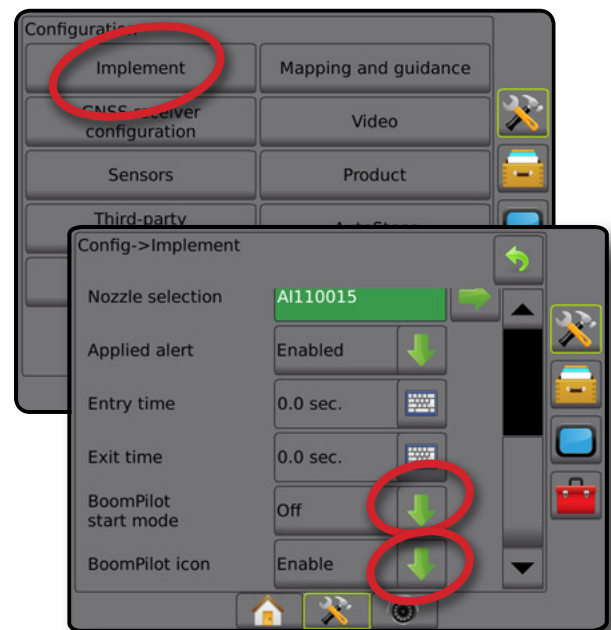 Configuration
Implement
Mapping and guidance
GNSS receiver
configuration
Video
Sensors
Product
Third-party
AutoSteer
Config->Implement
Nozzle selection
AI110015
Applied alert
Enabled
Entry time
0.0 sec.
Exit time
0.0 sec.
BoomPilot
start mode
Off
BoomPilot icon
Enable